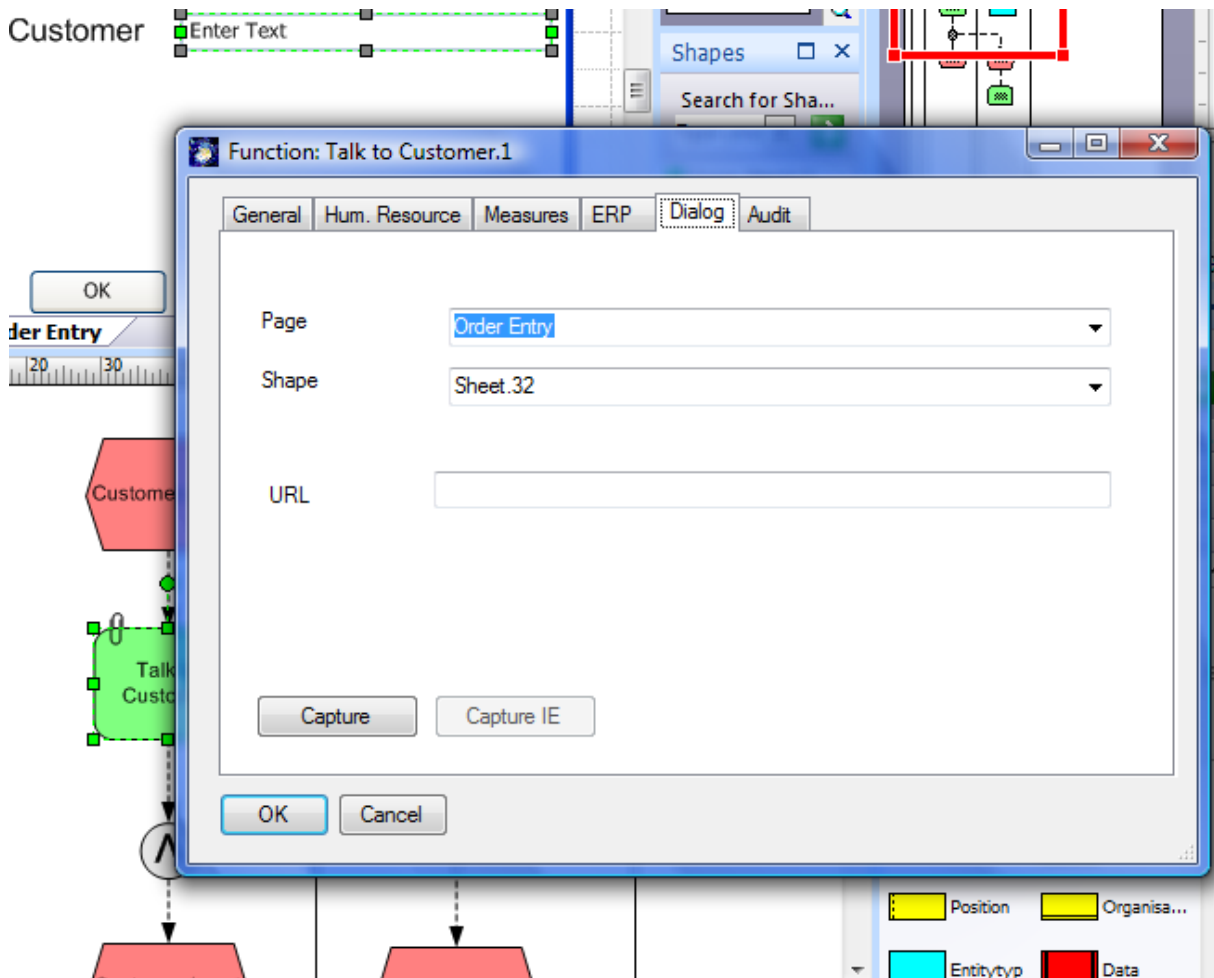 Customer
Enter Text
Shapes
Search for Sha...
Function: Talk to Customer.1
General
Hum. Resource
Measures
ERP
Dialog
Audit
OK
Page
Order Entry
der Entry
20
30
Shape
Sheet.32
Custome
URL
Talk
Custo
Capture
Capture IE
OK
Cancel
Position
Organisa...
Entitytyp
Data